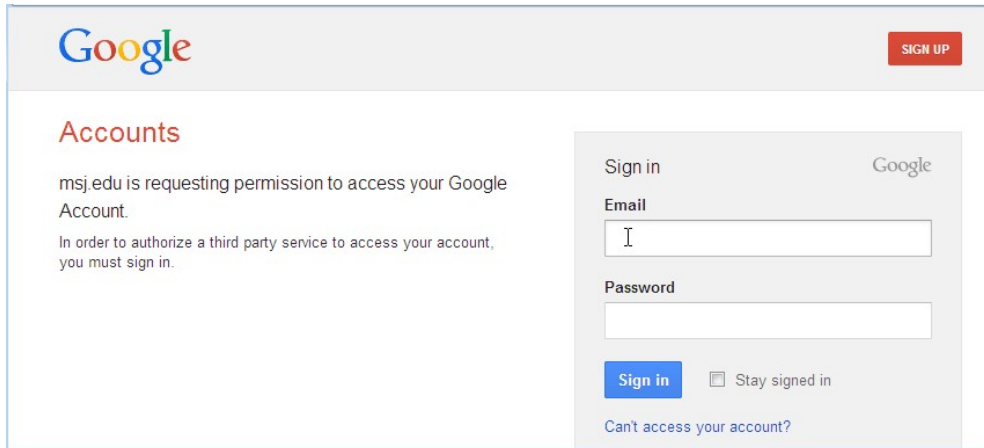 Google
SIGN UP
Accounts
msj.edu is requesting permission to access your Google
Account.
In order to authorize a third party service to access your account,
you must sign in.
Sign in
Google
Email
Password
Sign in
Stay signed in
Can't access your account?